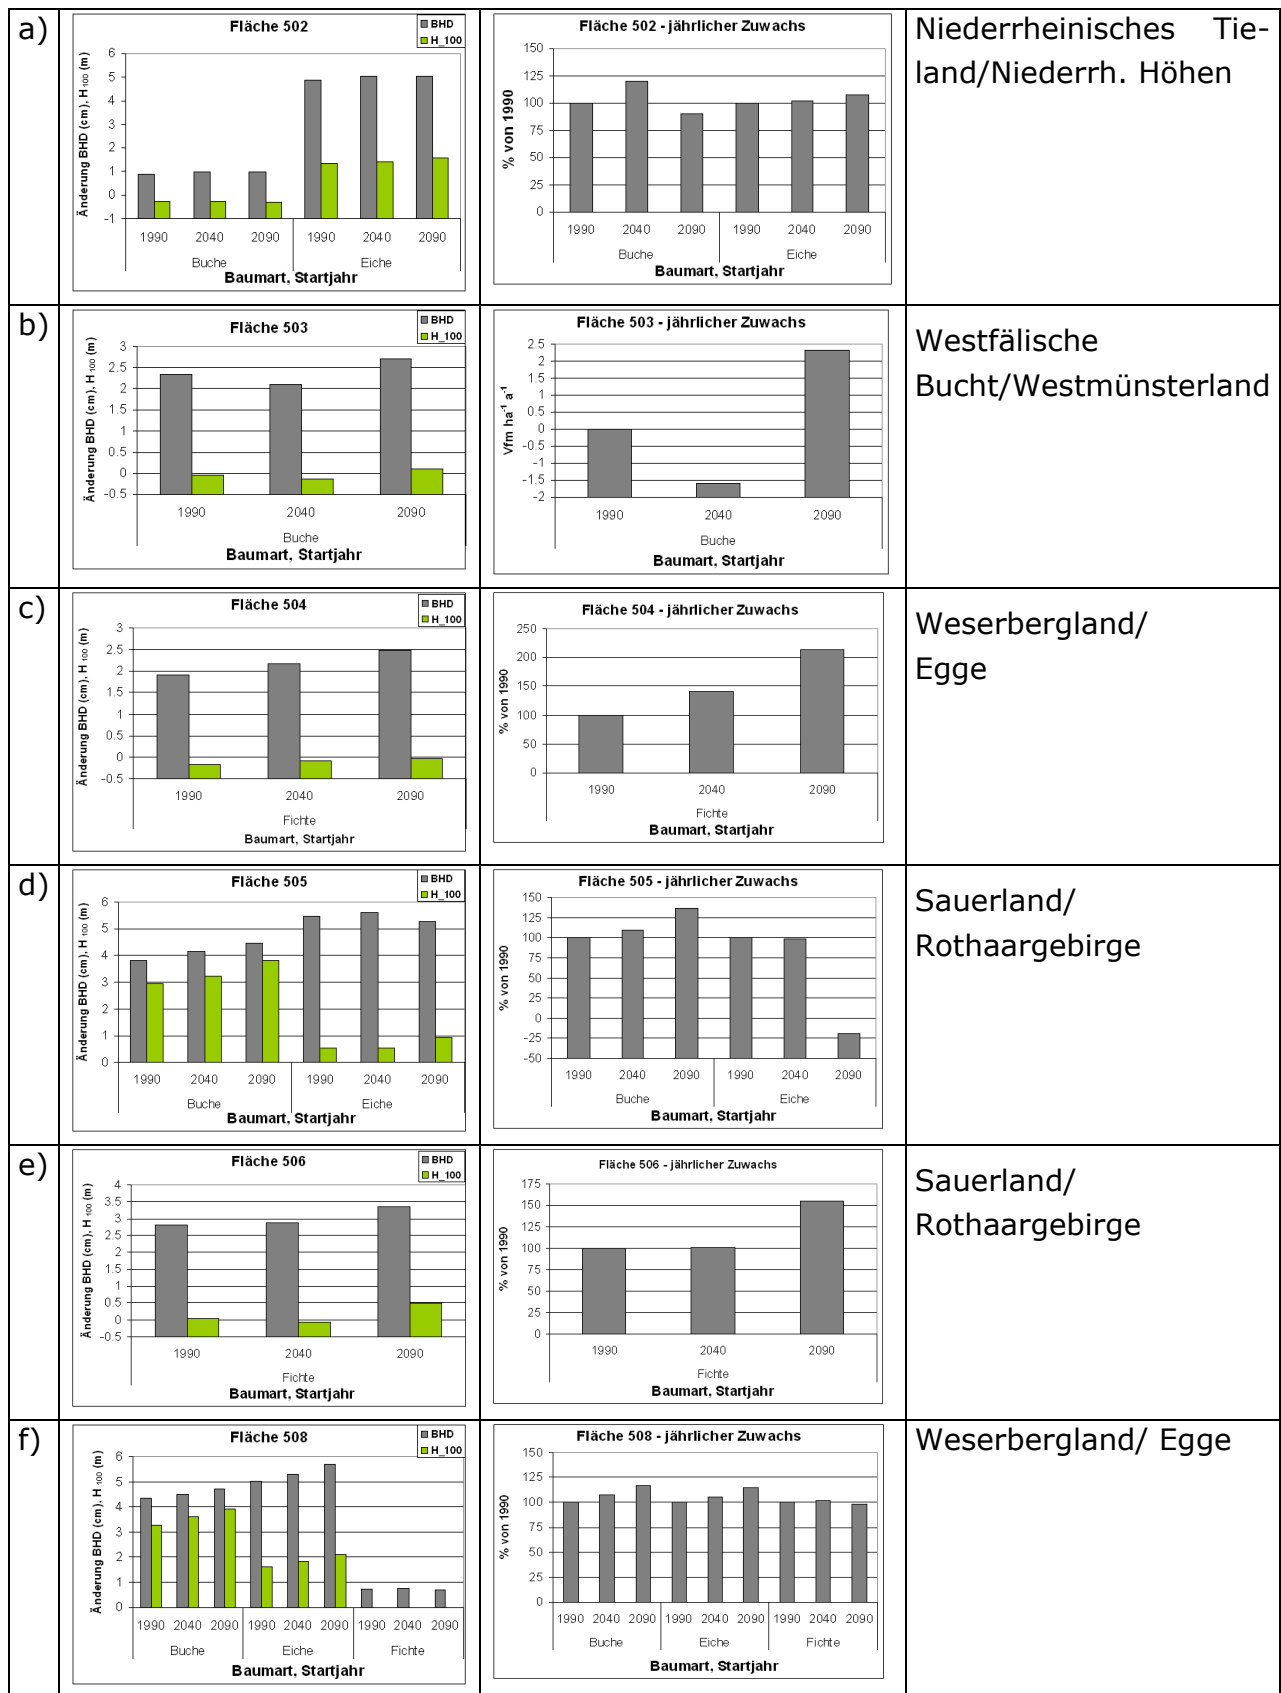 a)
Fläche 502
BHD
H_100
Änderung BHD (cm), H 100 (m)
6
5
4
3
2
1
0
-1
1990 2040 2090 1990 2040 2090
Buche Eiche
Baumart, Startjahr
Fläche 502 - jährlicher Zuwachs
% von 1990
150
125
100
75
50
25
0
1990 2040 2090 1990 2040 2090
Buche Eiche
Baumart, Startjahr
Niederrheinisches Tie-
land/Niederrh. Höhen
b)
Fläche 503
BHD
H_100
Änderung BHD (cm), H 100 (m)
3
2.5
2
1.5
1
0.5
0
-0.5
1990 2040 2090
Buche
Baumart, Startjahr
Fläche 503 - jährlicher Zuwachs
Vfm ha⁻¹ a⁻¹
2.5
2
1.5
1
0.5
0
-0.5
-1
-1.5
-2
1990 2040 2090
Buche
Baumart, Startjahr
Westfälische
Bucht/Westmünsterland
c)
Fläche 504
BHD
H_100
Änderung BHD (cm), H 100 (m)
3
2.5
2
1.5
1
0.5
0
-0.5
1990 2040 2090
Fichte
Baumart, Startjahr
Fläche 504 - jährlicher Zuwachs
% von 1990
250
200
150
100
50
0
1990 2040 2090
Fichte
Baumart, Startjahr
Weserbergland/
Egge
d)
Fläche 505
BHD
H_100
Änderung BHD (cm), H 100 (m)
6
5
4
3
2
1
0
1990 2040 2090 1990 2040 2090
Buche Eiche
Baumart, Startjahr
Fläche 505 - jährlicher Zuwachs
% von 1990
150
125
100
75
50
25
0
-25
-50
1990 2040 2090 1990 2040 2090
Buche Eiche
Baumart, Startjahr
Sauerland/
Rothaargebirge
e)
Fläche 506
BHD
H_100
Änderung BHD (cm), H 100 (m)
4
3.5
3
2.5
2
1.5
1
0.5
0
-0.5
1990 2040 2090
Fichte
Baumart, Startjahr
Fläche 506 - jährlicher Zuwachs
% von 1990
175
150
125
100
75
50
25
0
1990 2040 2090
Fichte
Baumart, Startjahr
Sauerland/
Rothaargebirge
f)
Fläche 508
BHD
H_100
Änderung BHD (cm), H 100 (m)
6
5
4
3
2
1
0
1990 2040 2090 1990 2040 2090 1990 2040 2090
Buche Eiche Fichte
Baumart, Startjahr
Fläche 508 - jährlicher Zuwachs
% von 1990
150
125
100
75
50
25
0
1990 2040 2090 1990 2040 2090 1990 2040 2090
Buche Eiche Fichte
Baumart, Startjahr
Weserbergland/ Egge